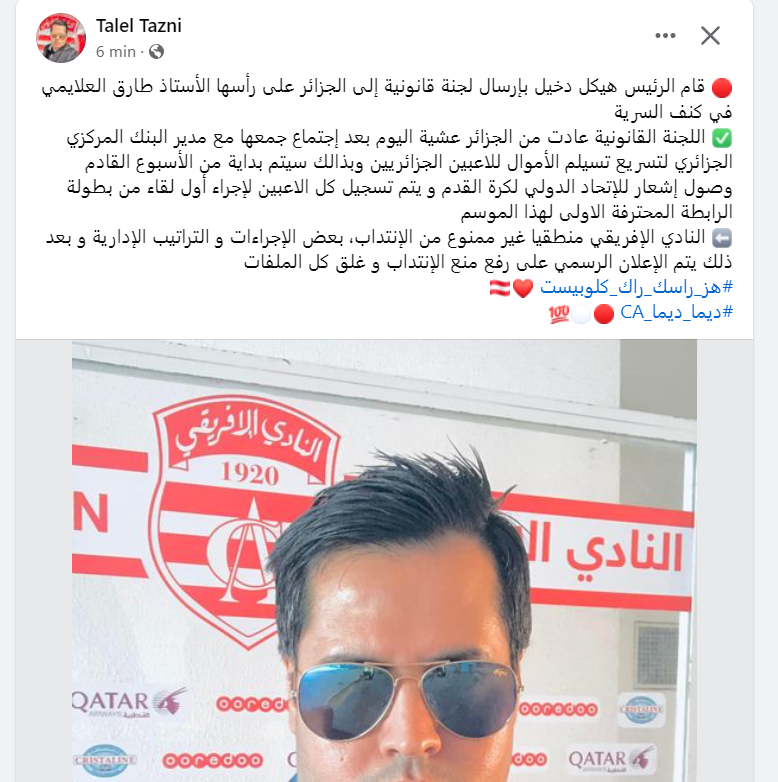 Talel Tazni
6 min ·
🔴 قام الرئيس هيكل دخيل بإرسال لجنة قانونية إلى الجزائر على رأسها الأستاذ طارق العلايمي
في كنف السرية
✅ اللجنة القانونية عادت من الجزائر عشية اليوم بعد إجتماع جمعها مع مدير البنك المركزي
الجزائري لتسريع تسيلم الأموال للاعبين الجزائريين وبذالك سيتم بداية من الأسبوع القادم
وصول إشعار للإتحاد الدولي لكرة القدم و يتم تسجيل كل الاعبين لإجراء أول لقاء من بطولة
الرابطة المحترفة الاولى لهذا الموسم
⬅️ النادي الإفريقي منطقيا غير ممنوع من الإنتداب، بعض الإجراءات و التراتيب الإدارية و بعد
ذلك يتم الإعلان الرسمي على رفع منع الإنتداب و غلق كل الملفات
#هز_راسك_راك_كلوبيست ❤️🇦🇹
#ديما_ديما_CA 🔴⚪💯
النادي الافريقي
1920
CA
N
النادي ال
QATAR
AIRWAYS القطرية
ooredoo
ooredoo
CRISTALINE
CRISTALINE
ooredoo
QATAR